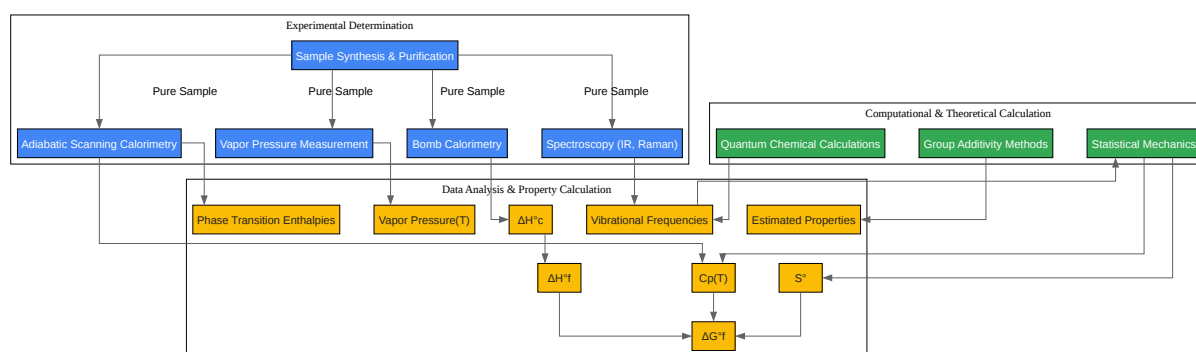 Experimental Determination
Sample Synthesis & Purification
Pure Sample
Pure Sample
Pure Sample
Pure Sample
Computational & Theoretical Calculation
Adiabatic Scanning Calorimetry
Vapor Pressure Measurement
Bomb Calorimetry
Spectroscopy (IR, Raman)
Quantum Chemical Calculations
Group Additivity Methods
Statistical Mechanics
Data Analysis & Property Calculation
Phase Transition Enthalpies
Vapor Pressure(T)
ΔH°c
Vibrational Frequencies
Estimated Properties
ΔH°f
Cp(T)
S°
ΔG°f